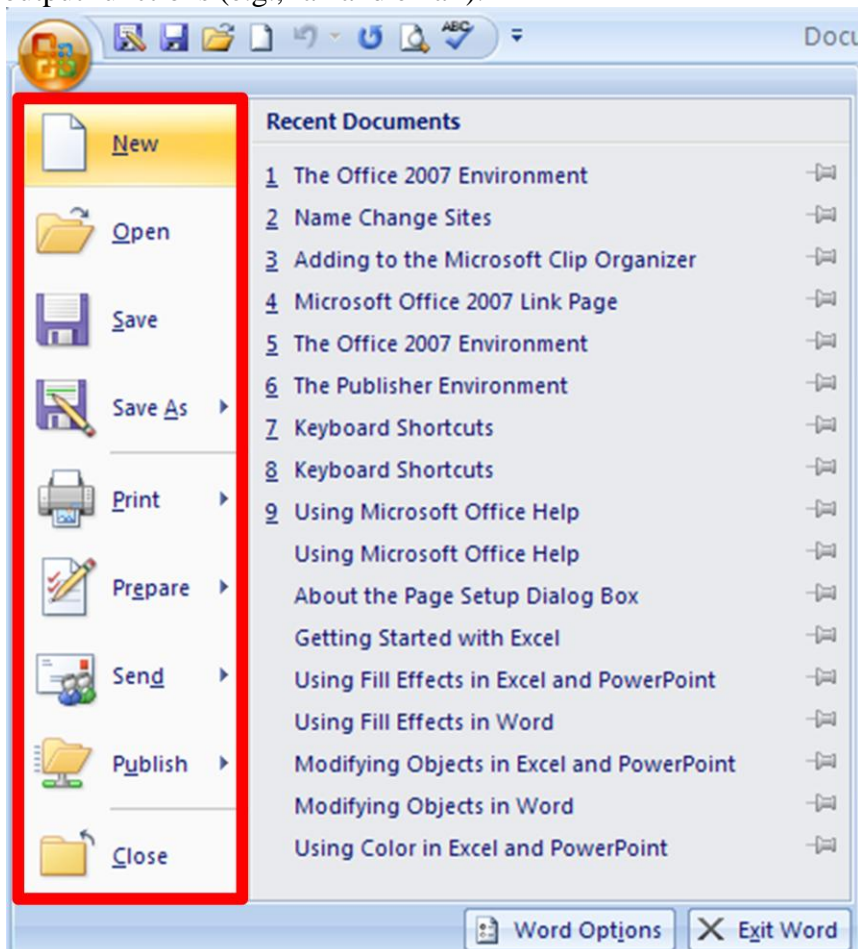 ABC
Docu
New
Open
Save
Save As
Print
Prepare
Send
Publish
Close
Recent Documents
1 The Office 2007 Environment
2 Name Change Sites
3 Adding to the Microsoft Clip Organizer
4 Microsoft Office 2007 Link Page
5 The Office 2007 Environment
6 The Publisher Environment
7 Keyboard Shortcuts
8 Keyboard Shortcuts
9 Using Microsoft Office Help
Using Microsoft Office Help
About the Page Setup Dialog Box
Getting Started with Excel
Using Fill Effects in Excel and PowerPoint
Using Fill Effects in Word
Modifying Objects in Excel and PowerPoint
Modifying Objects in Word
Using Color in Excel and PowerPoint
Word Options
Exit Word